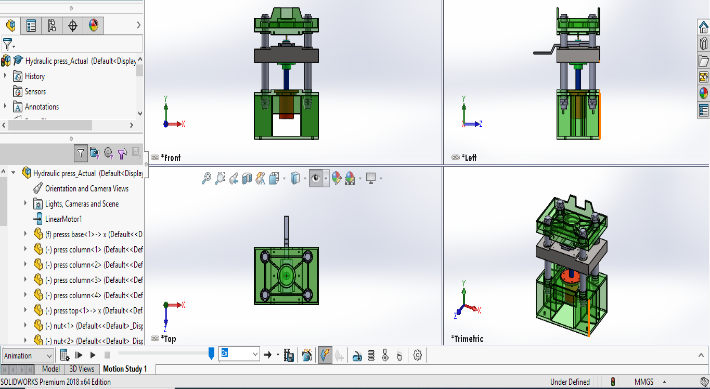 Hydraulic press_Actual (Default<Display
History
Sensors
Annotations
Hydraulic press_Actual (Default<Display
Orientation and Camera Views
Lights, Cameras and Scene
LinearMotor1
(f) presss base<1> -> x (Default<<D
(-) press column<1> (Default<<Def
(-) press column<2> (Default<<Def
(-) press column<3> (Default<<Def
(-) press column<4> (Default<<Def
(-) press top<1> -> x (Default<<Def
(-) nut<1> (Default<<Default>_Disp
(-) nut<2> (Default<<Default>_Disp
Y
X
*Front
Y
Z
*Left
X
Z
*Top
Y
X
Z
*Trimetric
Animation
Model 3D Views Motion Study 1
SOLIDWORKS Premium 2018 x64 Edition Under Defined MMGS